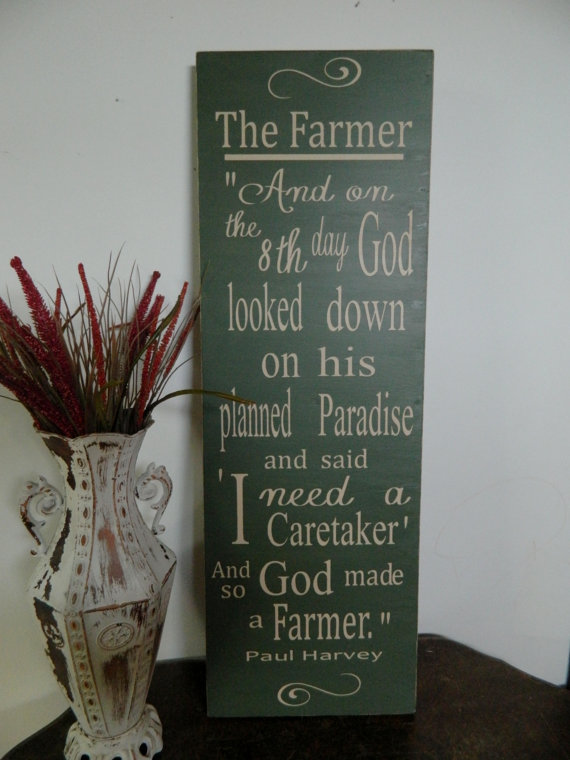 The Farmer
"And on
the 8th day God
looked down
on his
planned Paradise
and said
'I need a
Caretaker'
And so God made
a Farmer."
Paul Harvey